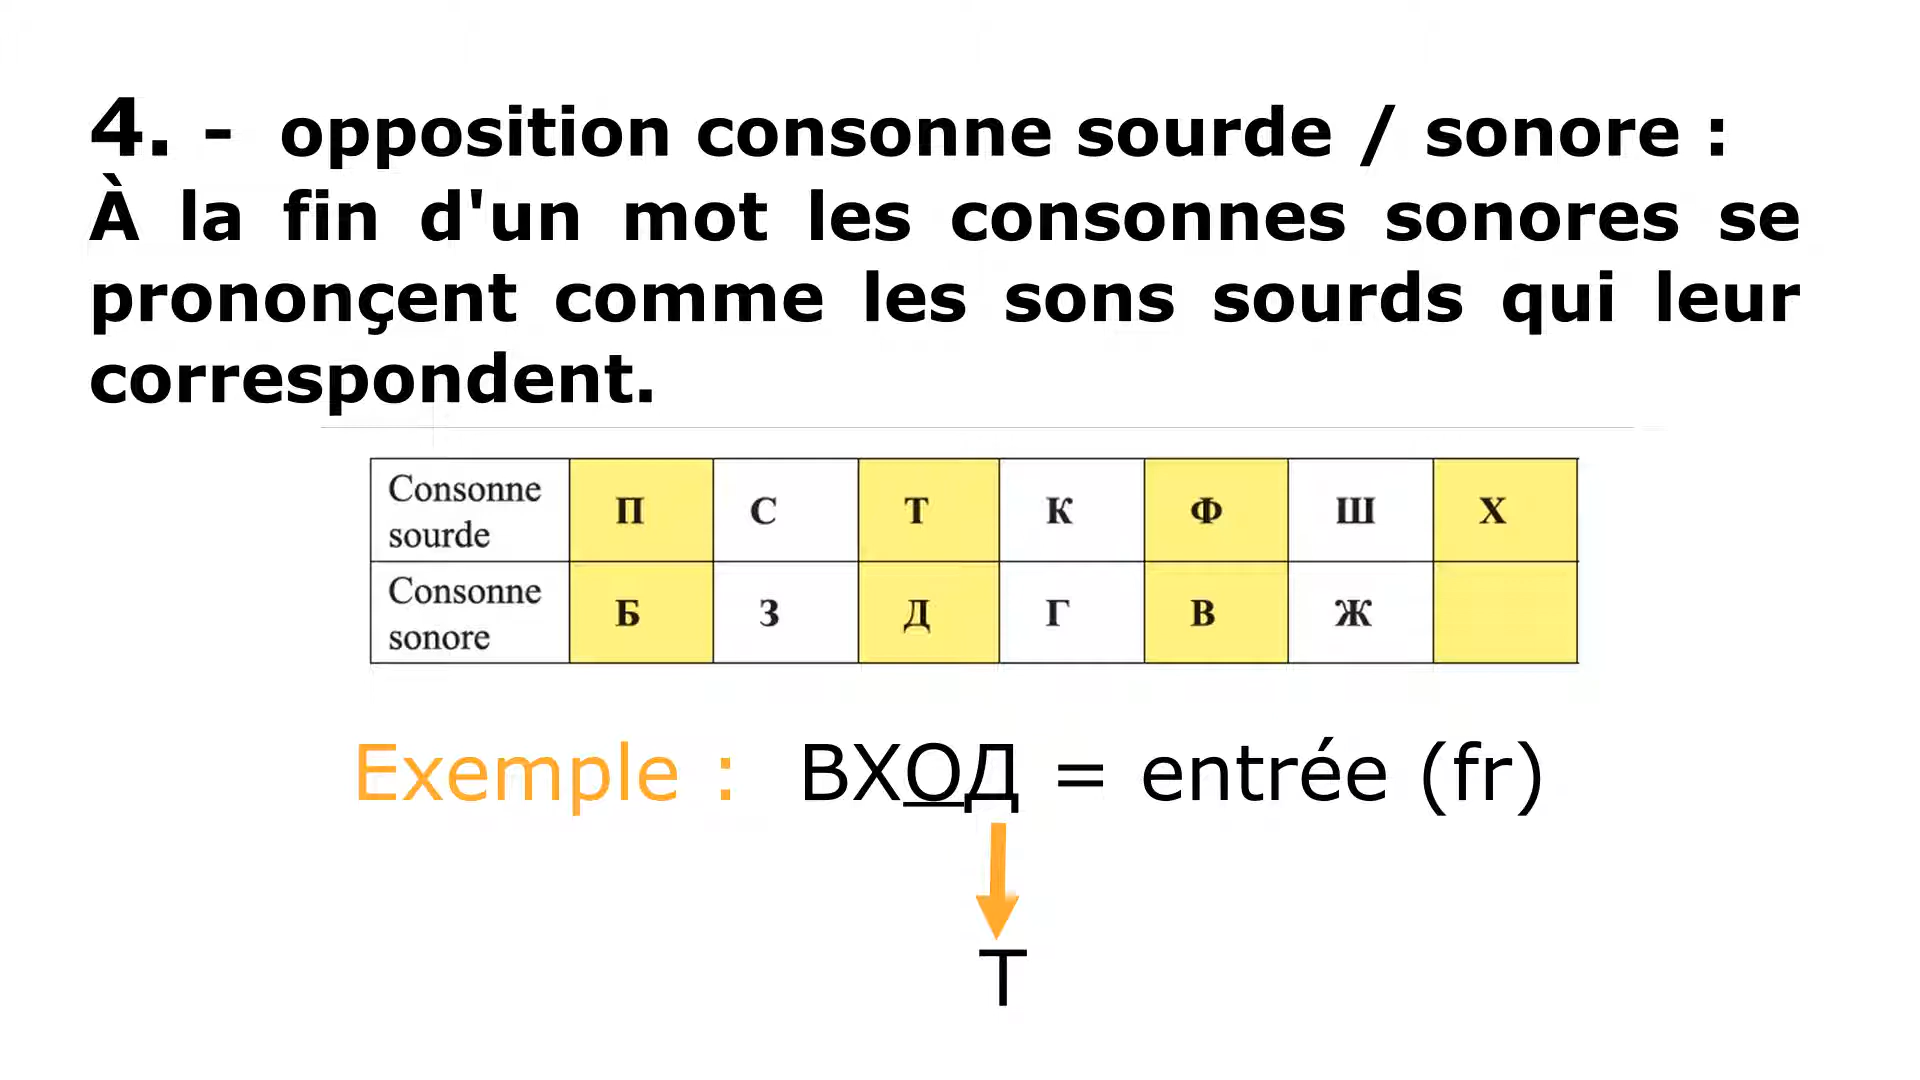 4. - opposition consonne sourde / sonore :
À la fin d'un mot les consonnes sonores se
prononçent comme les sons sourds qui leur
correspondent.
Consonne sourde П С Т К Ф Ш Х
Consonne sonore Б З Д Г В Ж
Exemple : ВХОД = entrée (fr)
Т